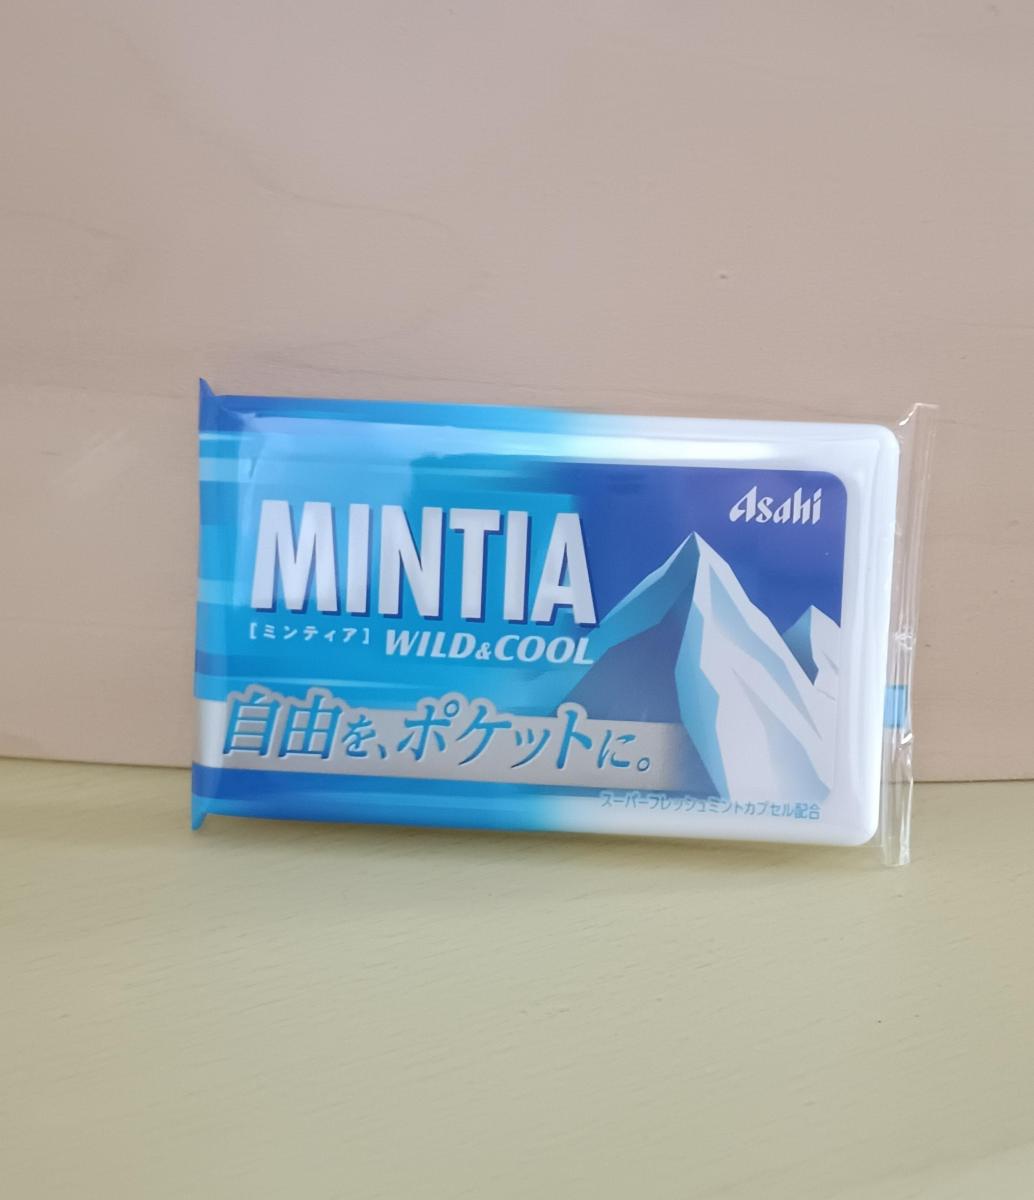 Asahi
MINTIA
[ミンティア] WILD&COOL
自由を、ポケットに。
スーパーフレッシュミントカプセル配合